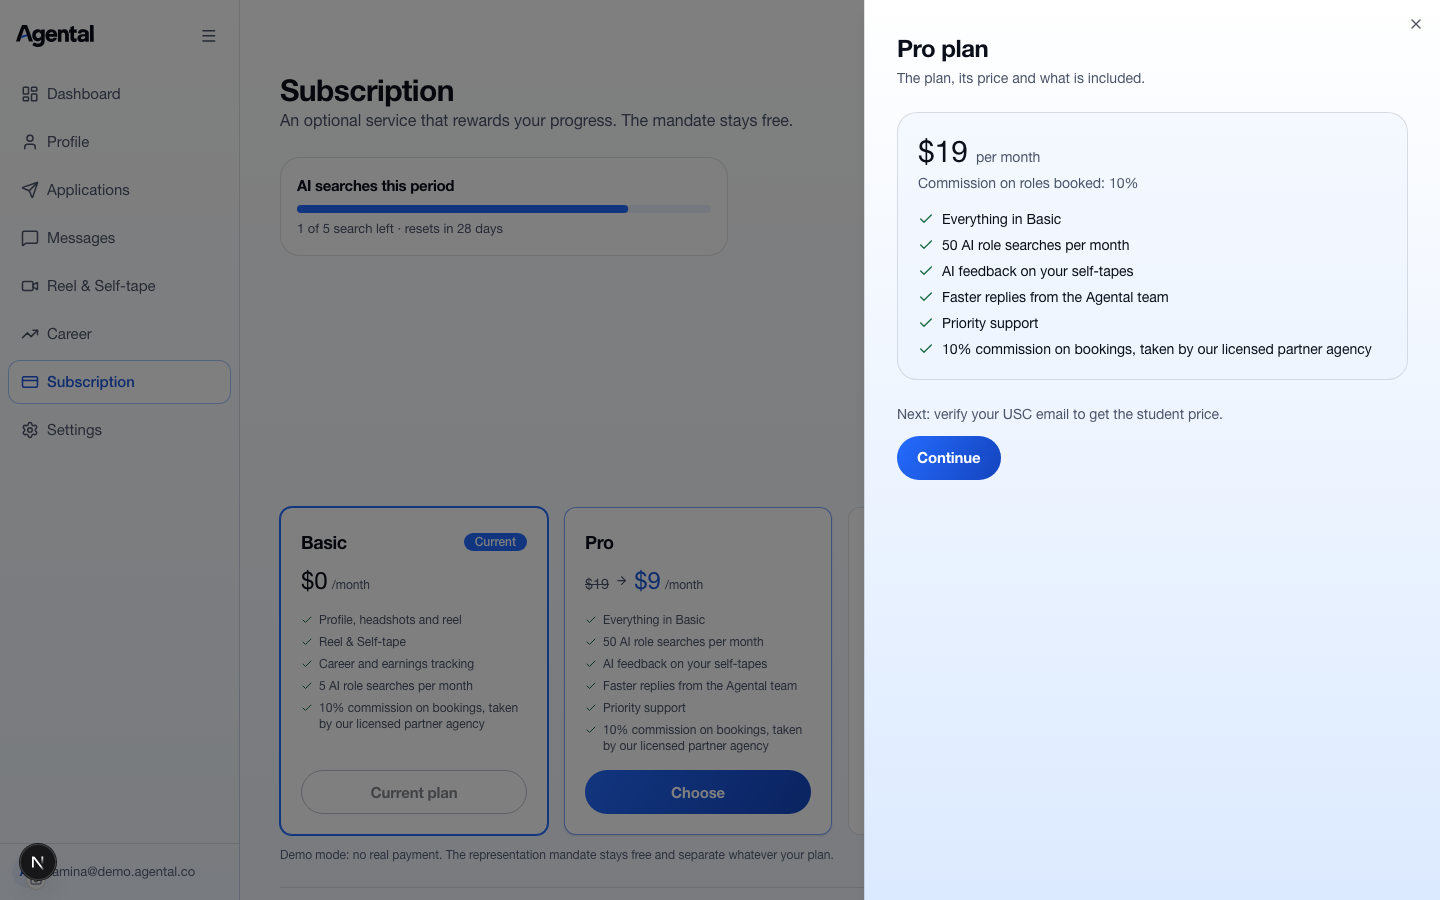 Agental
Dashboard
Profile
Applications
Messages
Reel & Self-tape
Career
Subscription
Settings
amina@demo.agental.co
Subscription
An optional service that rewards your progress. The mandate stays free.
AI searches this period
1 of 5 search left · resets in 28 days
Basic
Current
$0 /month
Profile, headshots and reel
Reel & Self-tape
Career and earnings tracking
5 AI role searches per month
10% commission on bookings, taken
by our licensed partner agency
Current plan
Pro
$19 → $9 /month
Everything in Basic
50 AI role searches per month
AI feedback on your self-tapes
Faster replies from the Agental team
Priority support
10% commission on bookings, taken
by our licensed partner agency
Choose
Demo mode: no real payment. The representation mandate stays free and separate whatever your plan.
Pro plan
The plan, its price and what is included.
$19 per month
Commission on roles booked: 10%
Everything in Basic
50 AI role searches per month
AI feedback on your self-tapes
Faster replies from the Agental team
Priority support
10% commission on bookings, taken by our licensed partner agency
Next: verify your USC email to get the student price.
Continue